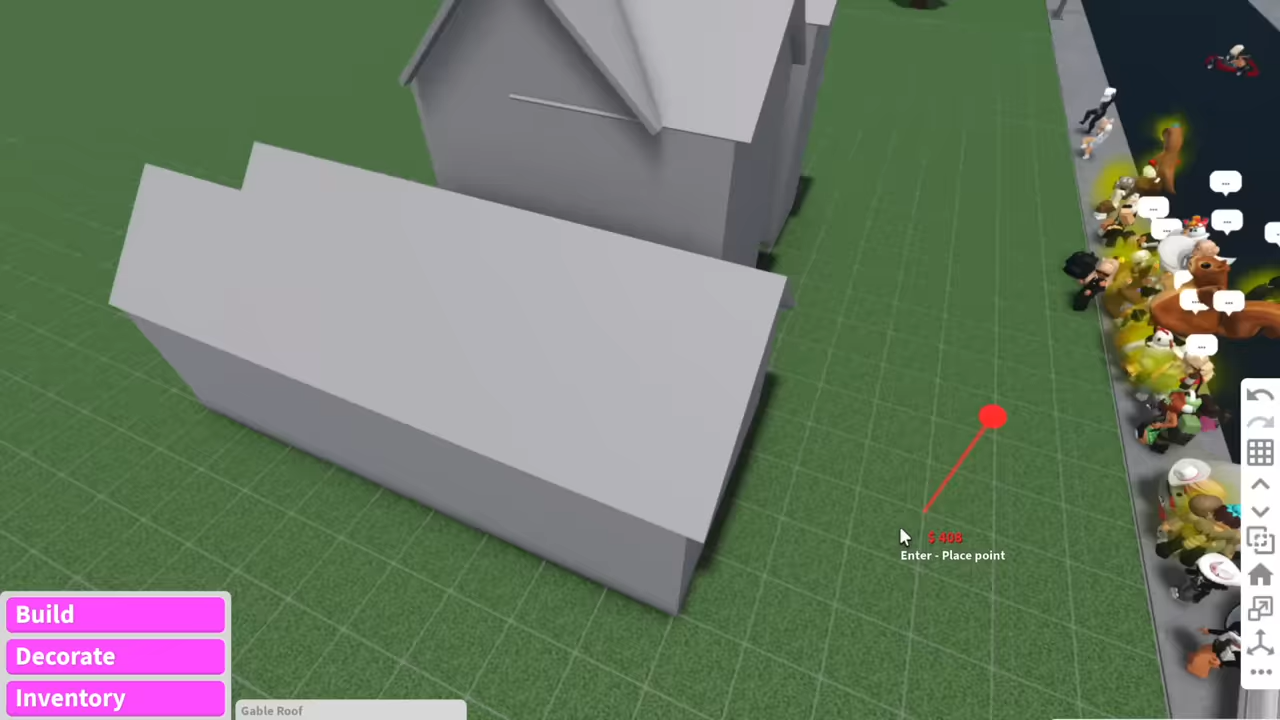 $ 408
Enter - Place point
Build
Decorate
Inventory
Gable Roof